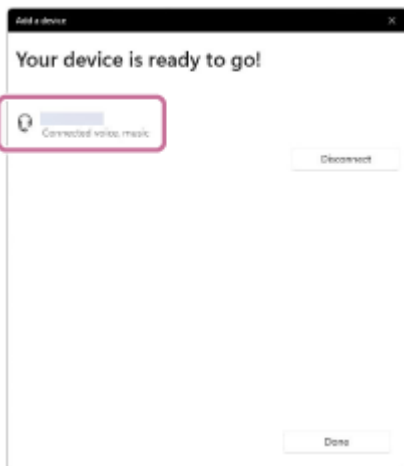 Add a device
Your device is ready to go!
Connected voice, music
Disconnect
Done